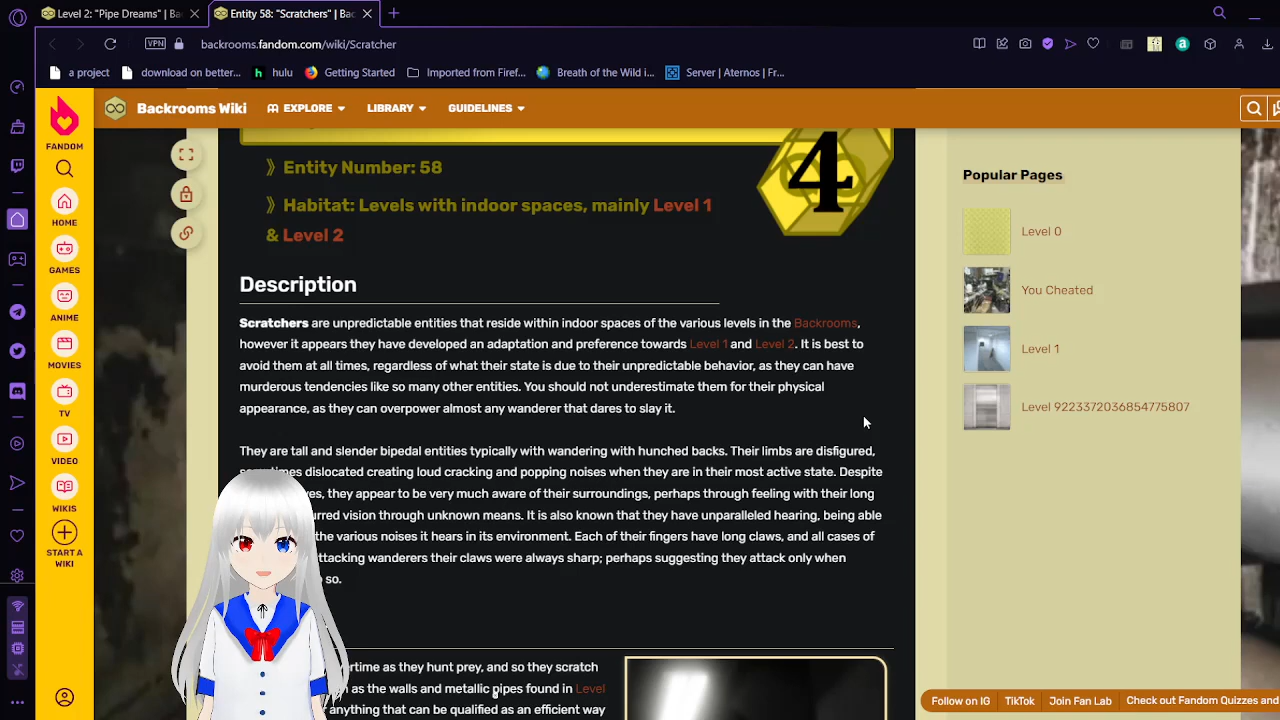 Level 2: "Pipe Dreams" | Ba
Entity 58: "Scratchers" | Bac
VPN
backrooms.fandom.com/wiki/Scratcher
a project
download on better...
hulu
Getting Started
Imported from Firef...
Breath of the Wild i...
Server | Aternos | Fr...
FANDOM
HOME
GAMES
ANIME
MOVIES
TV
VIDEO
WIKIS
START A
WIKI
Backrooms Wiki
EXPLORE
LIBRARY
GUIDELINES
》 Entity Number: 58
》 Habitat: Levels with indoor spaces, mainly Level 1
& Level 2
4
Description
Scratchers are unpredictable entities that reside within indoor spaces of the various levels in the Backrooms,
however it appears they have developed an adaptation and preference towards Level 1 and Level 2. It is best to
avoid them at all times, regardless of what their state is due to their unpredictable behavior, as they can have
murderous tendencies like so many other entities. You should not underestimate them for their physical
appearance, as they can overpower almost any wanderer that dares to slay it.
They are tall and slender bipedal entities typically with wandering with hunched backs. Their limbs are disfigured,
sometimes dislocated creating loud cracking and popping noises when they are in their most active state. Despite
es, they appear to be very much aware of their surroundings, perhaps through feeling with their long
urred vision through unknown means. It is also known that they have unparalleled hearing, being able
the various noises it hears in its environment. Each of their fingers have long claws, and all cases of
ttacking wanderers their claws were always sharp; perhaps suggesting they attack only when
so.
rtime as they hunt prey, and so they scratch
as the walls and metallic pipes found in Level
anything that can be qualified as an efficient way
Popular Pages
Level 0
You Cheated
Level 1
Level 9223372036854775807
Follow on IG
TikTok
Join Fan Lab
Check out Fandom Quizzes and